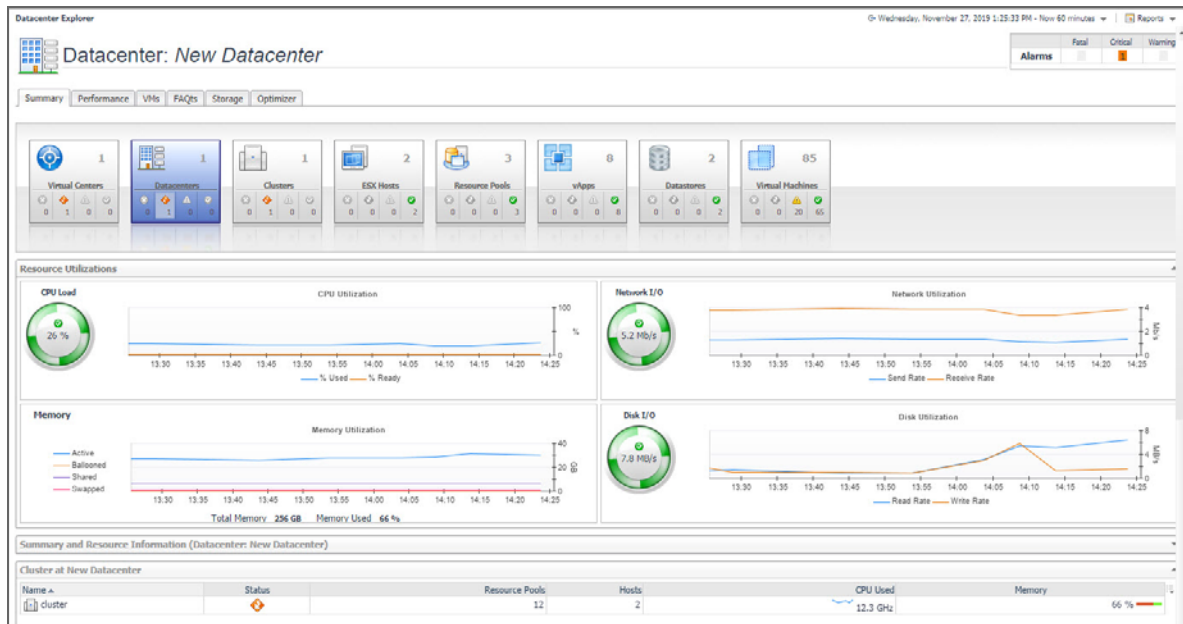 Datacenter Explorer
Wednesday, November 27, 2019 1:25:33 PM - Now 60 minutes | Reports
Datacenter: New Datacenter
Fatal Critical Warning
Alarms 1
Summary Performance VMs FAQts Storage Optimizer
1 1 1 2 3 8 2 85
Virtual Centers Datacenters Clusters ESX Hosts Resource Pools vApps Datastores Virtual Machines
0 1 0 0 0 1 0 0 0 1 0 0 0 0 0 2 0 0 0 3 0 0 0 8 0 0 0 2 0 0 20 65
Resource Utilizations
CPU Load
CPU Utilization
26 %
100
%
0
13:30 13:35 13:40 13:45 13:50 13:55 14:00 14:05 14:10 14:15 14:20 14:25
% Used % Ready
Network I/O
Network Utilization
5.2 Mb/s
4
2
Mb/s
0
13:30 13:35 13:40 13:45 13:50 13:55 14:00 14:05 14:10 14:15 14:20 14:25
Send Rate Receive Rate
Memory
Memory Utilization
Active
Ballooned
Shared
Swapped
40
20
GB
0
13:30 13:35 13:40 13:45 13:50 13:55 14:00 14:05 14:10 14:15 14:20 14:25
Total Memory 256 GB Memory Used 66 %
Disk I/O
Disk Utilization
7.8 MB/s
8
4
MB/s
0
13:30 13:35 13:40 13:45 13:50 13:55 14:00 14:05 14:10 14:15 14:20 14:25
Read Rate Write Rate
Summary and Resource Information (Datacenter: New Datacenter)
Cluster at New Datacenter
Name Status Resource Pools Hosts CPU Used Memory
cluster 12 2 12.3 GHz 66 %